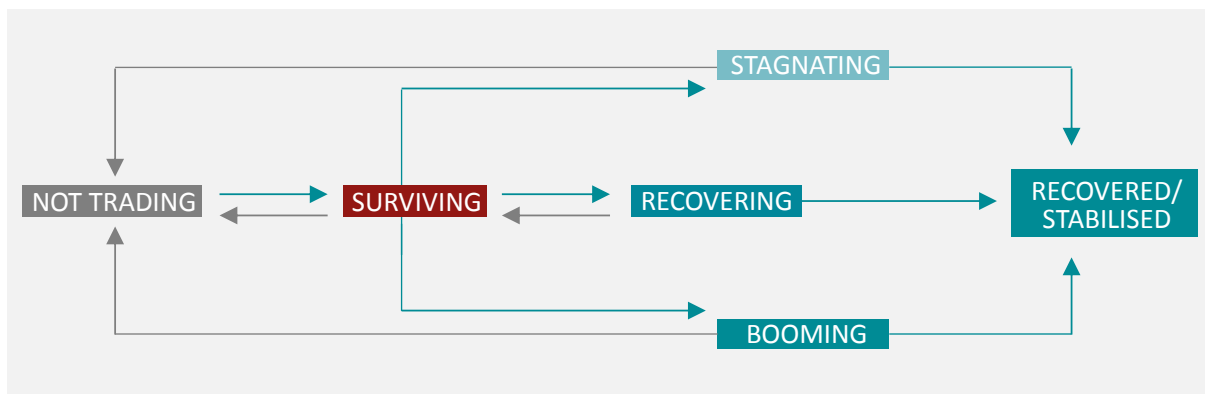 STAGNATING
NOT TRADING
SURVIVING
RECOVERING
RECOVERED/
STABILISED
BOOMING